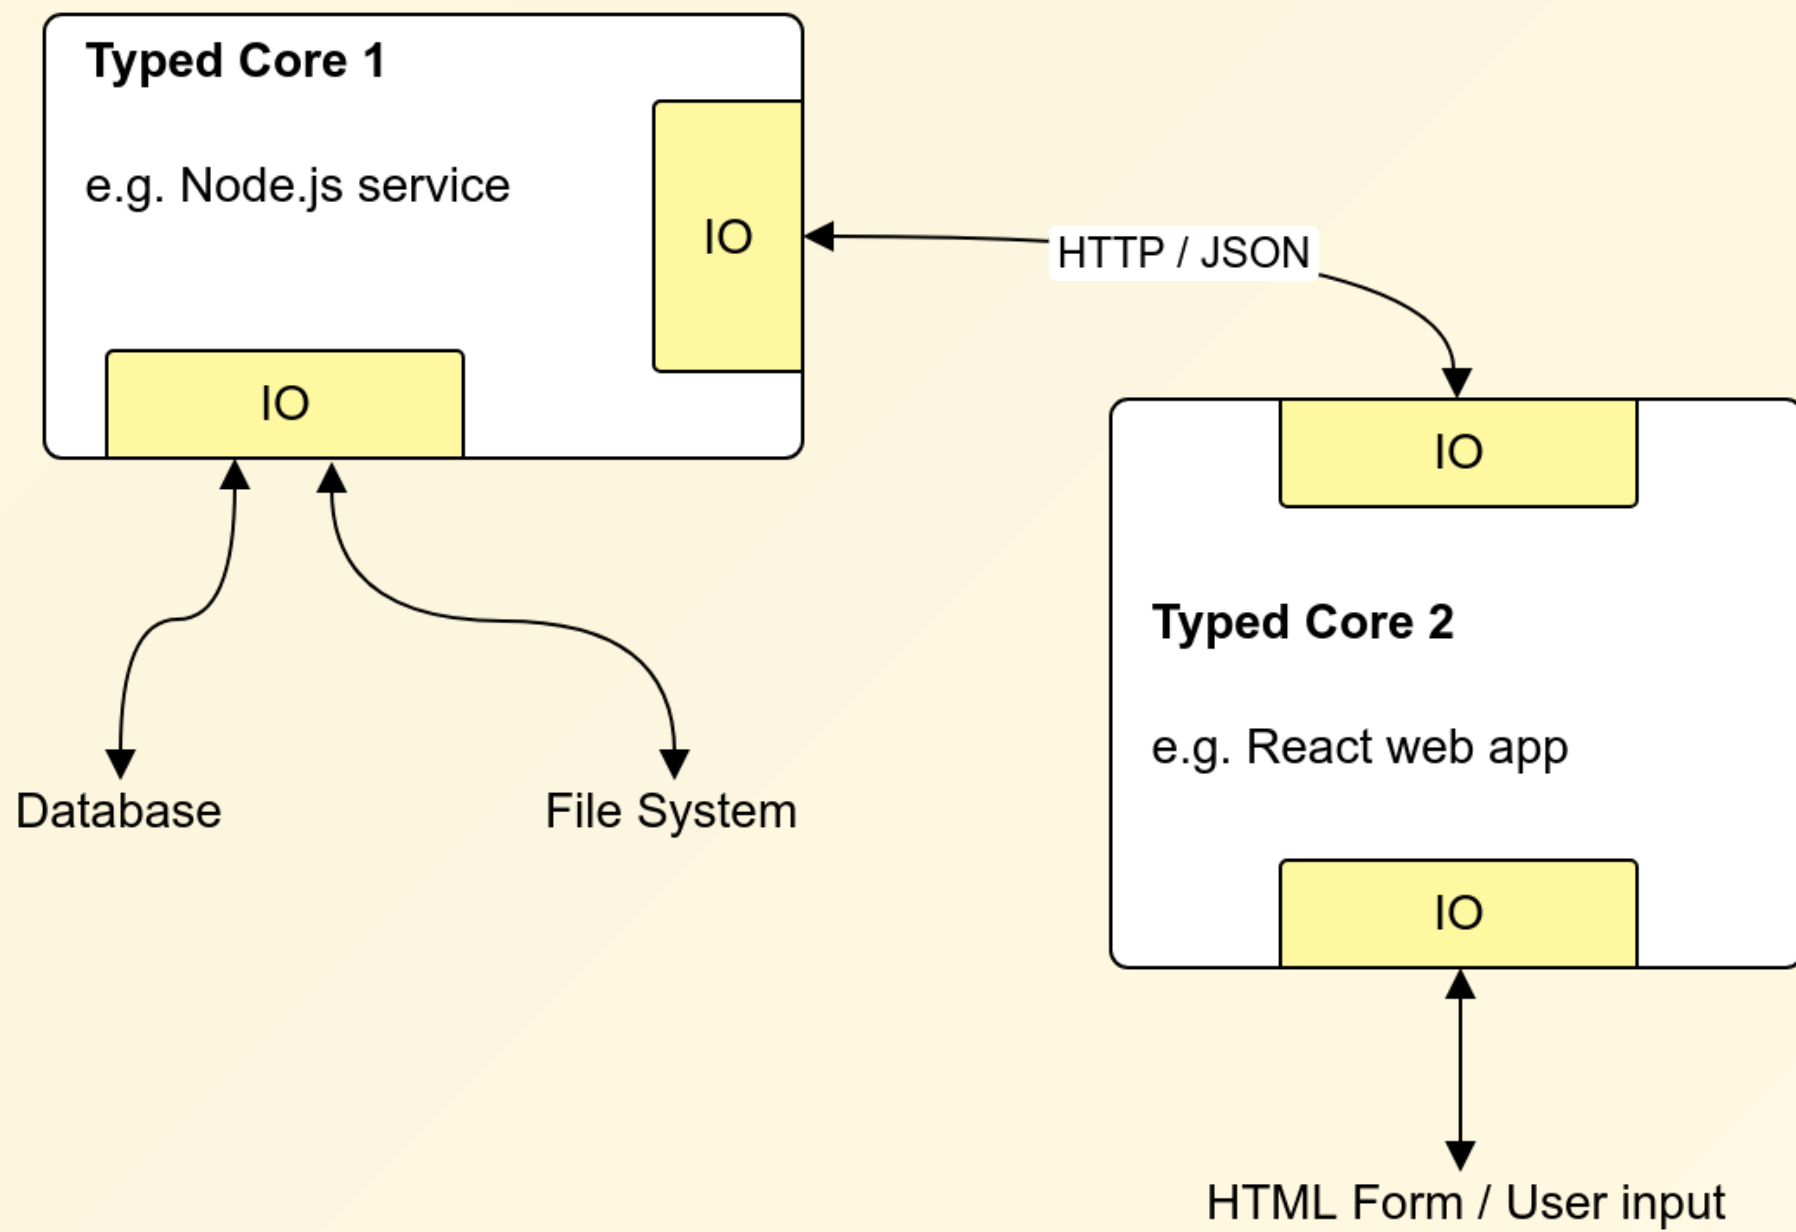 Typed Core 1
e.g. Node.js service
IO
IO
HTTP / JSON
Database
File System
IO
Typed Core 2
e.g. React web app
IO
HTML Form / User input